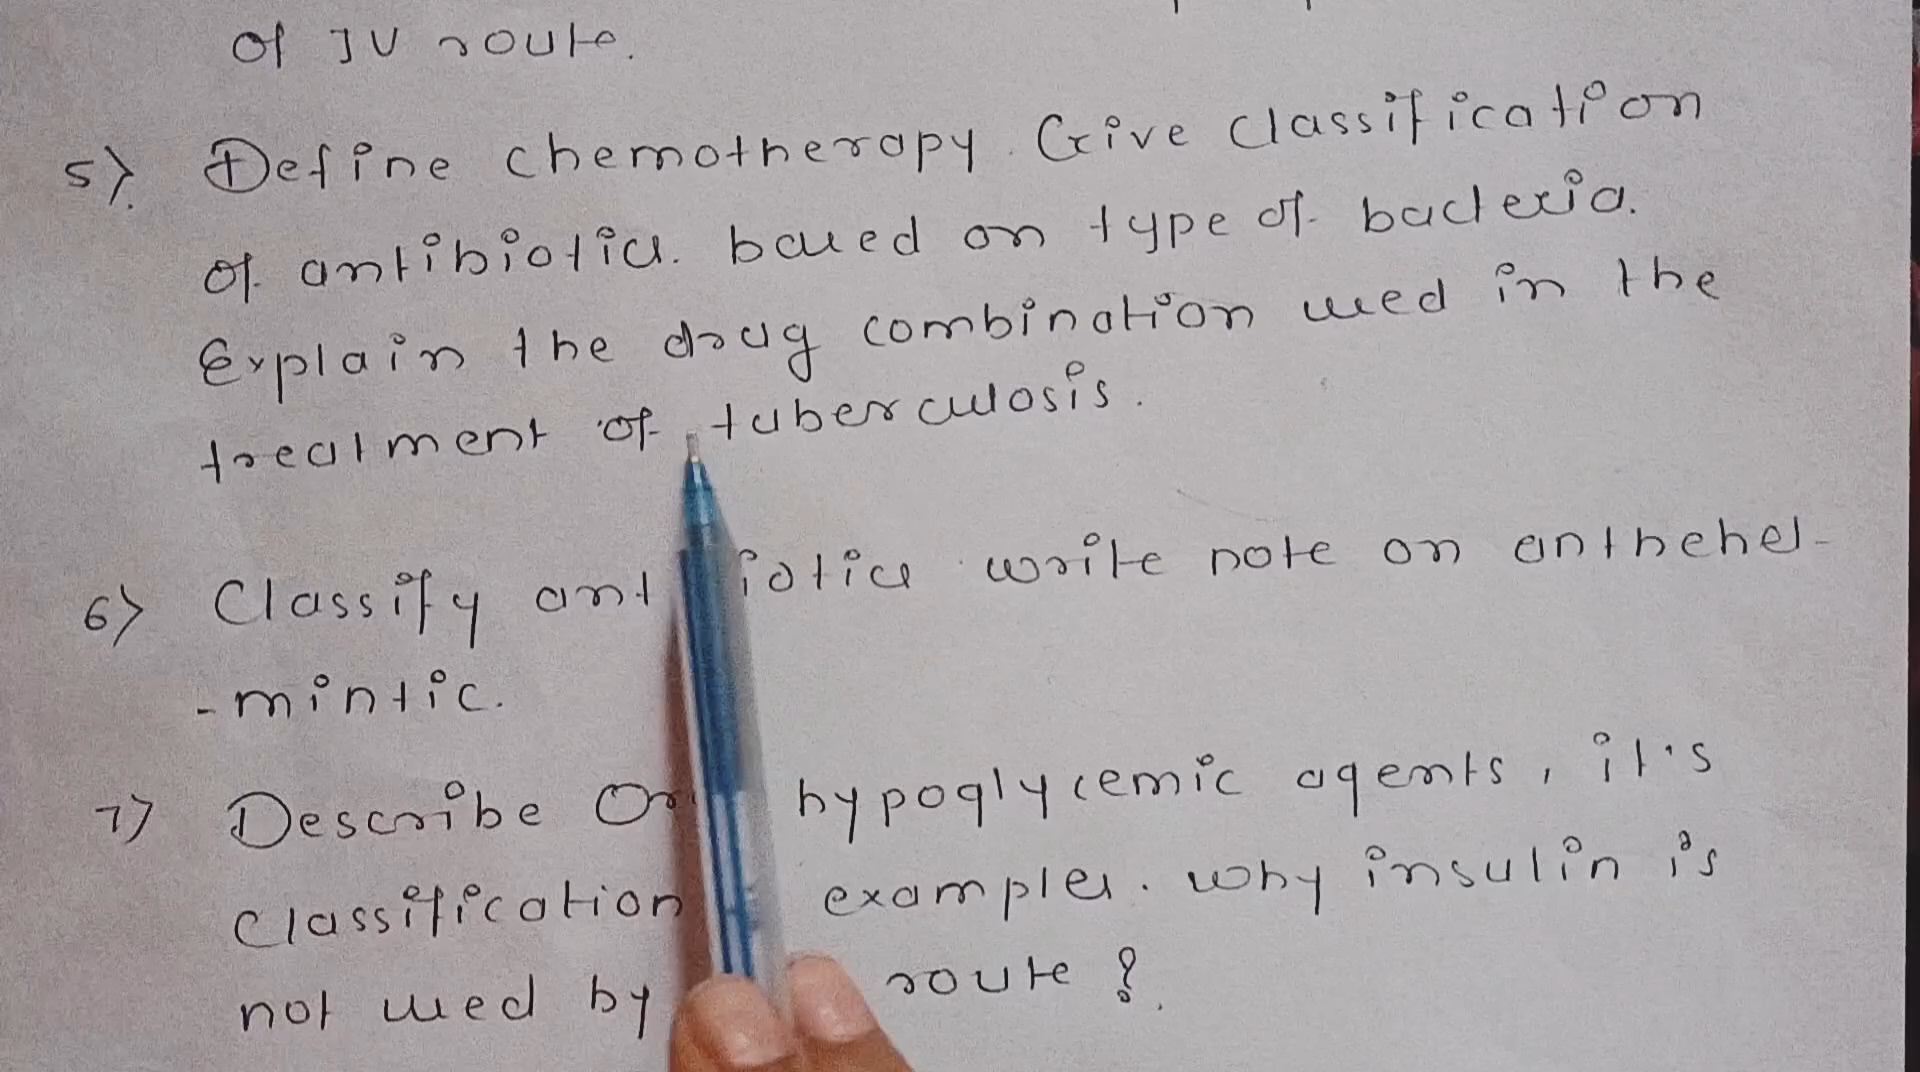 of IV route.
5) Define chemotherapy. Give classification
of antibiotics. based on type of bacteria.
Explain the drug combination used in the
treatment of tuberculosis.
6) Classify ant iotics write note on anthehel-
-mintic.
7) Describe Or hypoglycemic agents, it's
classification examples. why insulin is
not used by route ?